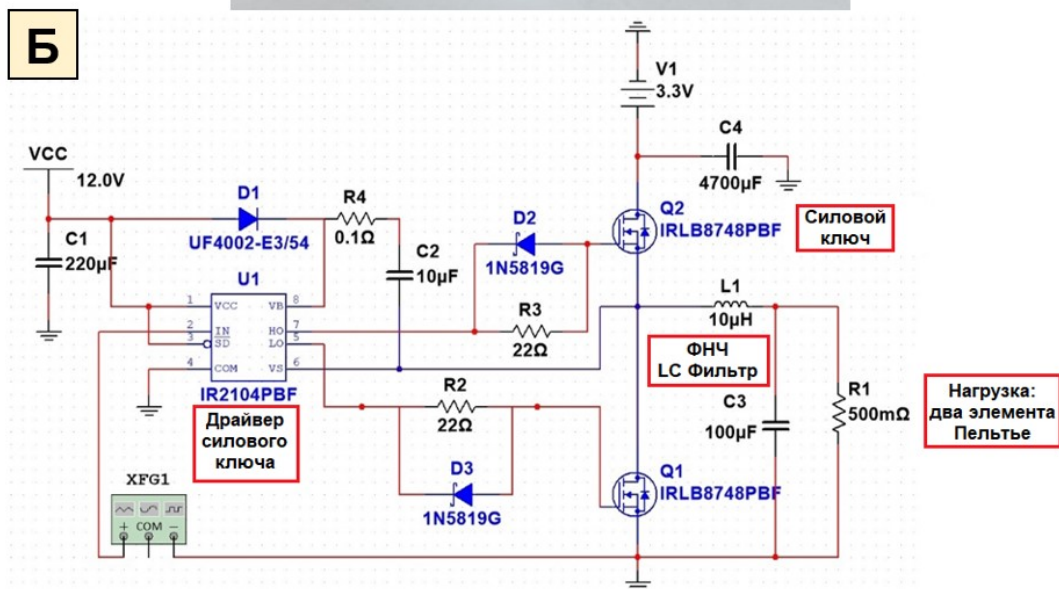 Б
V1
3.3V
C4
4700µF
VCC
12.0V
D1
UF4002-E3/54
R4
0.1Ω
C1
220µF
C2
10µF
D2
1N5819G
Q2
IRLB8748PBF
Силовой
ключ
U1
1 VCC VB 8
2 IN HO 7
3 SD LO 5
4 COM VS 6
IR2104PBF
R3
22Ω
L1
10µH
ФНЧ
LC Фильтр
Драйвер
силового
ключа
R2
22Ω
C3
100µF
R1
500mΩ
Нагрузка:
два элемента
Пельтье
D3
1N5819G
Q1
IRLB8748PBF
XFG1
+ COM −